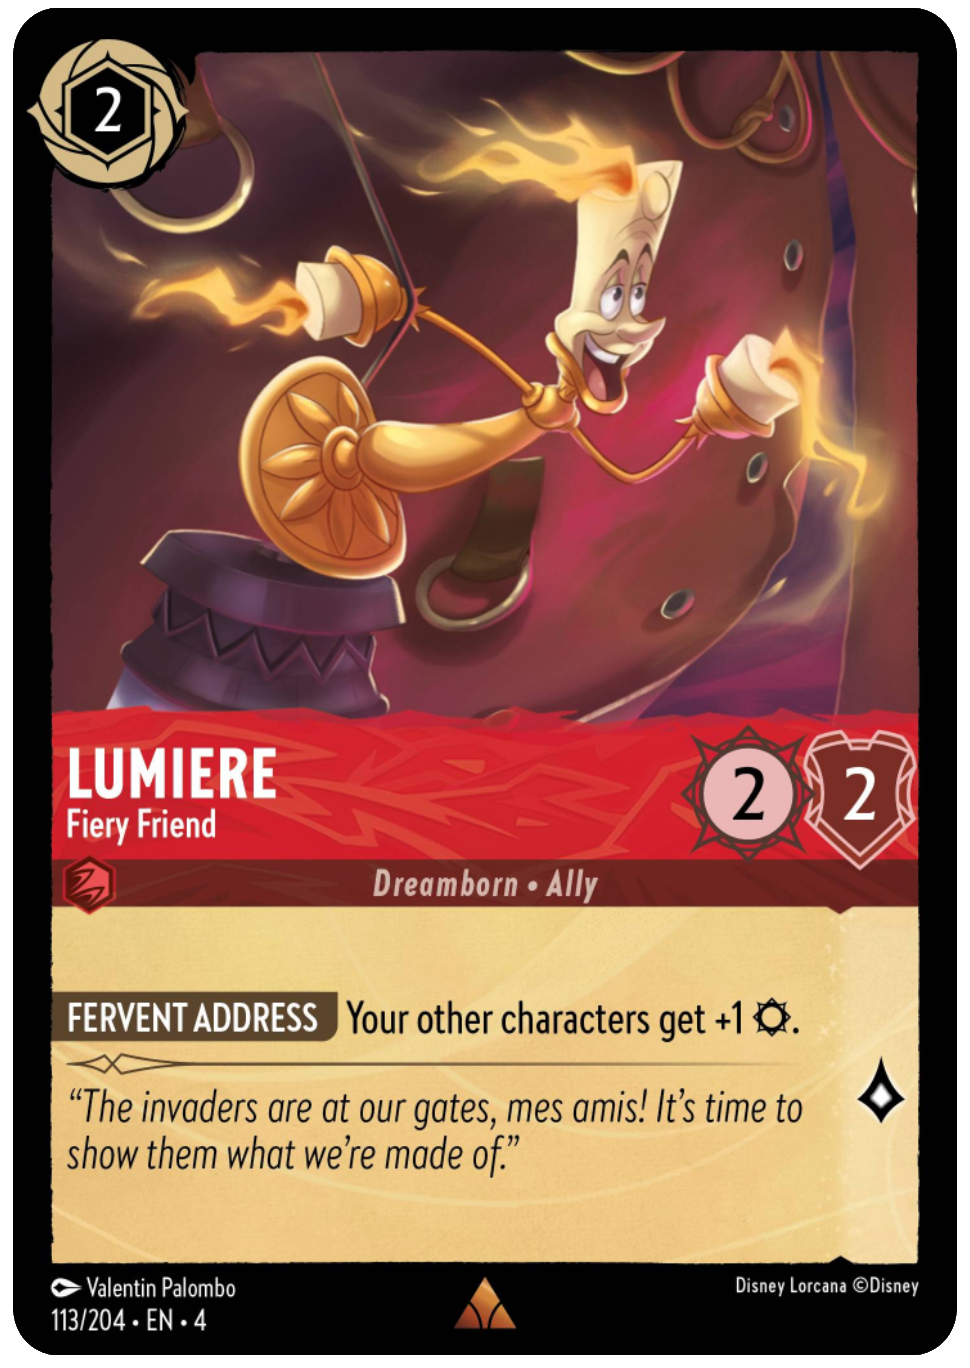 2
LUMIERE
Fiery Friend
2 2
Dreamborn • Ally
FERVENT ADDRESS Your other characters get +1 .
“The invaders are at our gates, mes amis! It’s time to
show them what we’re made of.”
Valentin Palombo
Disney Lorcana ©Disney
113/204 • EN • 4